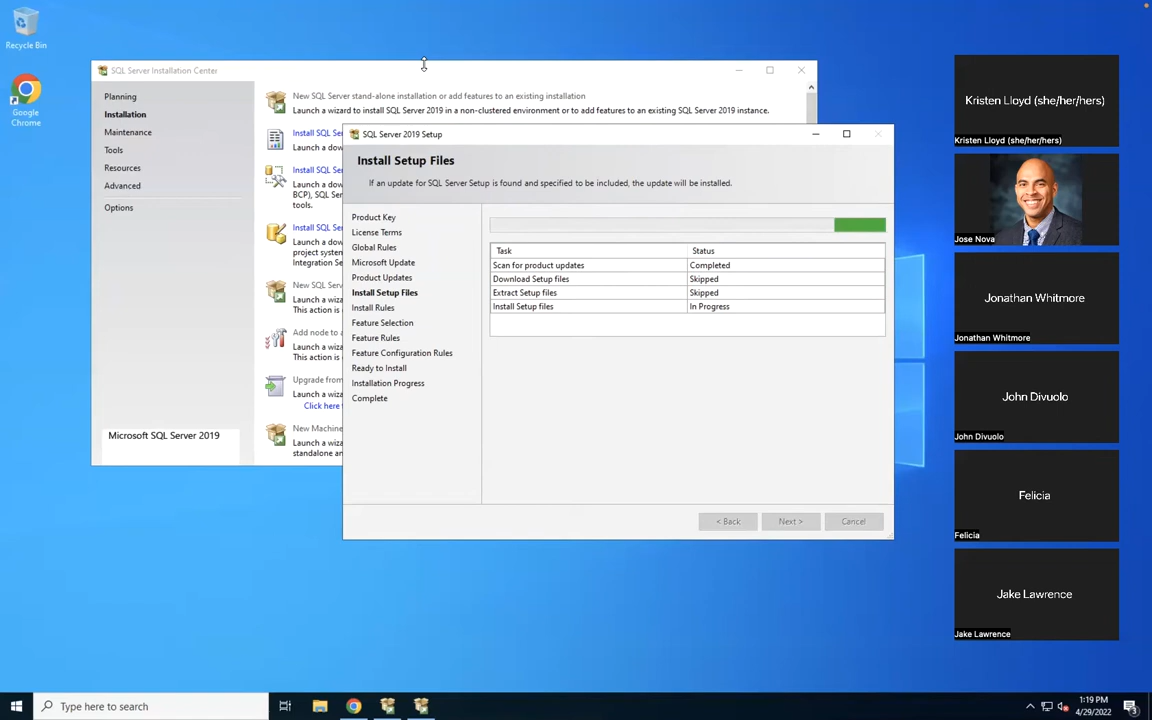 Recycle Bin
Google
Chrome
SQL Server Installation Center
Planning
Installation
Maintenance
Tools
Resources
Advanced
Options
Microsoft SQL Server 2019
New SQL Server stand-alone installation or add features to an existing installation
Launch a wizard to install SQL Server 2019 in a non-clustered environment or to add features to an existing SQL Server 2019 instance.
Install SQL Se
Launch a dow
Install SQL Se
Launch a dow
BCP), SQL Ser
tools.
Install SQL Se
Launch a dow
project system
Integration Se
New SQL Serv
Launch a wiza
This action is
Add node to a
Launch a wiza
This action is
Upgrade from
Launch a wiza
Click here
New Machine
Launch a wiza
standalone an
SQL Server 2019 Setup
Install Setup Files
If an update for SQL Server Setup is found and specified to be included, the update will be installed.
Product Key
License Terms
Global Rules
Microsoft Update
Product Updates
Install Setup Files
Install Rules
Feature Selection
Feature Rules
Feature Configuration Rules
Ready to Install
Installation Progress
Complete
Task Status
Scan for product updates Completed
Download Setup files Skipped
Extract Setup files Skipped
Install Setup files In Progress
< Back Next > Cancel
Kristen Lloyd (she/her/hers)
Kristen Lloyd (she/her/hers)
Jose Nova
Jonathan Whitmore
Jonathan Whitmore
John Divuolo
John Divuolo
Felicia
Felicia
Jake Lawrence
Jake Lawrence
Type here to search
1:19 PM
4/29/2022
3